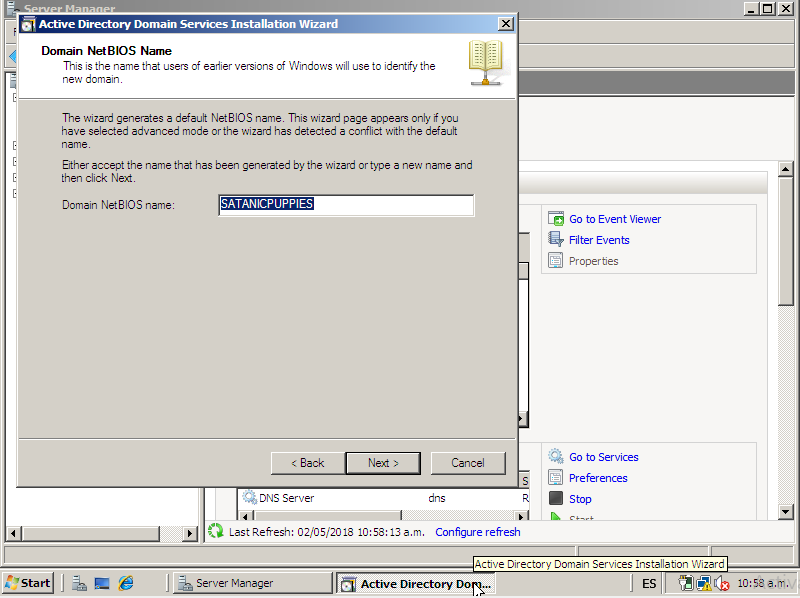 Server Manager
Active Directory Domain Services Installation Wizard
Domain NetBIOS Name
This is the name that users of earlier versions of Windows will use to identify the
new domain.
The wizard generates a default NetBIOS name. This wizard page appears only if you
have selected advanced mode or the wizard has detected a conflict with the default
name.
Either accept the name that has been generated by the wizard or type a new name and
then click Next.
Domain NetBIOS name:
SATANICPUPPIES
Go to Event Viewer
Filter Events
Properties
< Back
Next >
Cancel
Go to Services
Preferences
Stop
Start
S
DNS Server
dns
R
Last Refresh: 02/05/2018 10:58:13 a.m.
Configure refresh
Active Directory Domain Services Installation Wizard
Start
Server Manager
Active Directory Dom...
ES
10:58 a.m.